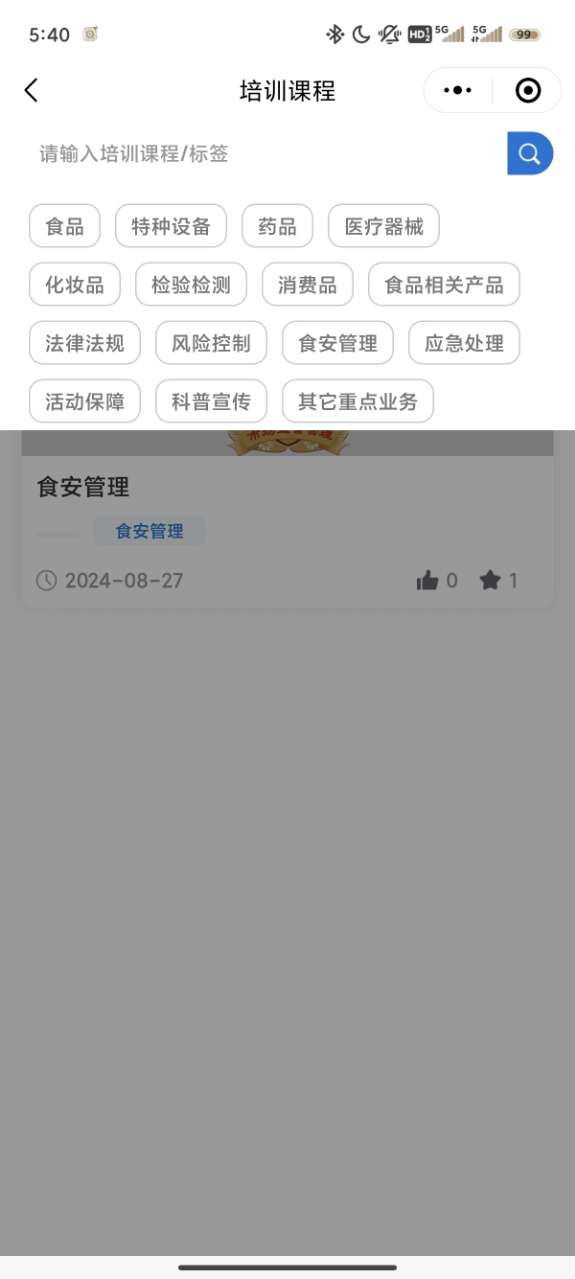 5:40 HD 1 2 5G 5G 99
培训课程
请输入培训课程/标签
食品 特种设备 药品 医疗器械
化妆品 检验检测 消费品 食品相关产品
法律法规 风险控制 食安管理 应急处理
活动保障 科普宣传 其它重点业务
食安管理
食安管理
2024-08-27 0 1